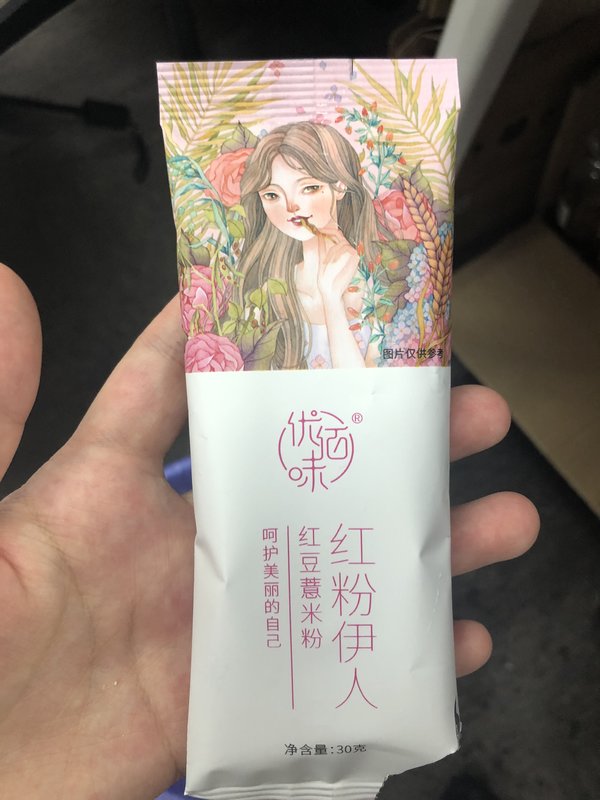 图片仅供参考
优佰味®
红粉伊人
红豆薏米粉
呵护美丽的自己
净含量:30克